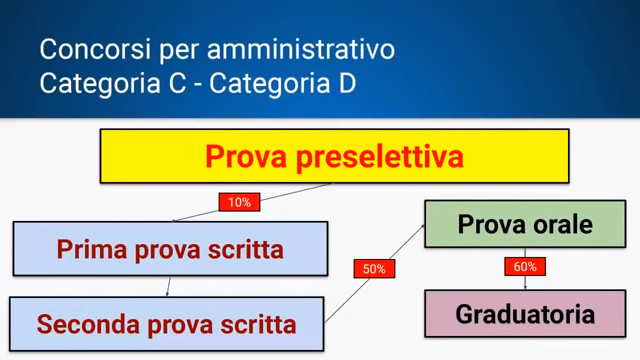 Concorsi per amministrativo
Categoria C - Categoria D
Prova preselettiva
10%
Prima prova scritta
Seconda prova scritta
50%
Prova orale
60%
Graduatoria